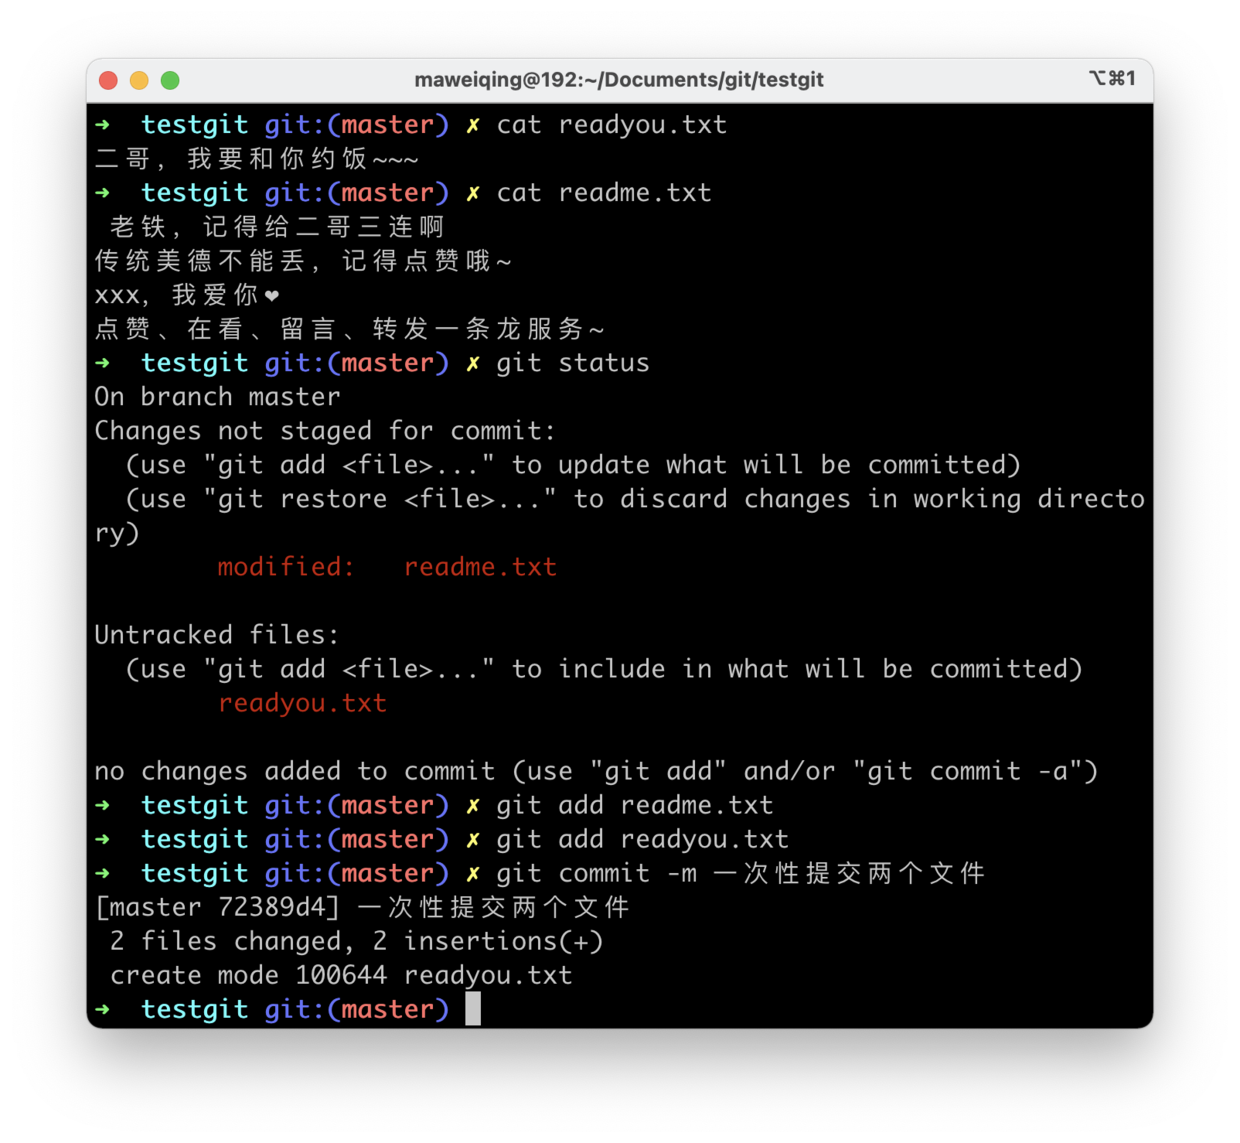 maweiqing@192:~/Documents/git/testgit ⌥⌘1
➜ testgit git:(master) ✗ cat readyou.txt
二哥，我要和你约饭~~~
➜ testgit git:(master) ✗ cat readme.txt
老铁，记得给二哥三连啊
传统美德不能丢，记得点赞哦~
xxx，我爱你❤
点赞、在看、留言、转发一条龙服务~
➜ testgit git:(master) ✗ git status
On branch master
Changes not staged for commit:
(use "git add <file>..." to update what will be committed)
(use "git restore <file>..." to discard changes in working directo
ry)
modified: readme.txt
Untracked files:
(use "git add <file>..." to include in what will be committed)
readyou.txt
no changes added to commit (use "git add" and/or "git commit -a")
➜ testgit git:(master) ✗ git add readme.txt
➜ testgit git:(master) ✗ git add readyou.txt
➜ testgit git:(master) ✗ git commit -m 一次性提交两个文件
[master 72389d4] 一次性提交两个文件
2 files changed, 2 insertions(+)
create mode 100644 readyou.txt
➜ testgit git:(master)